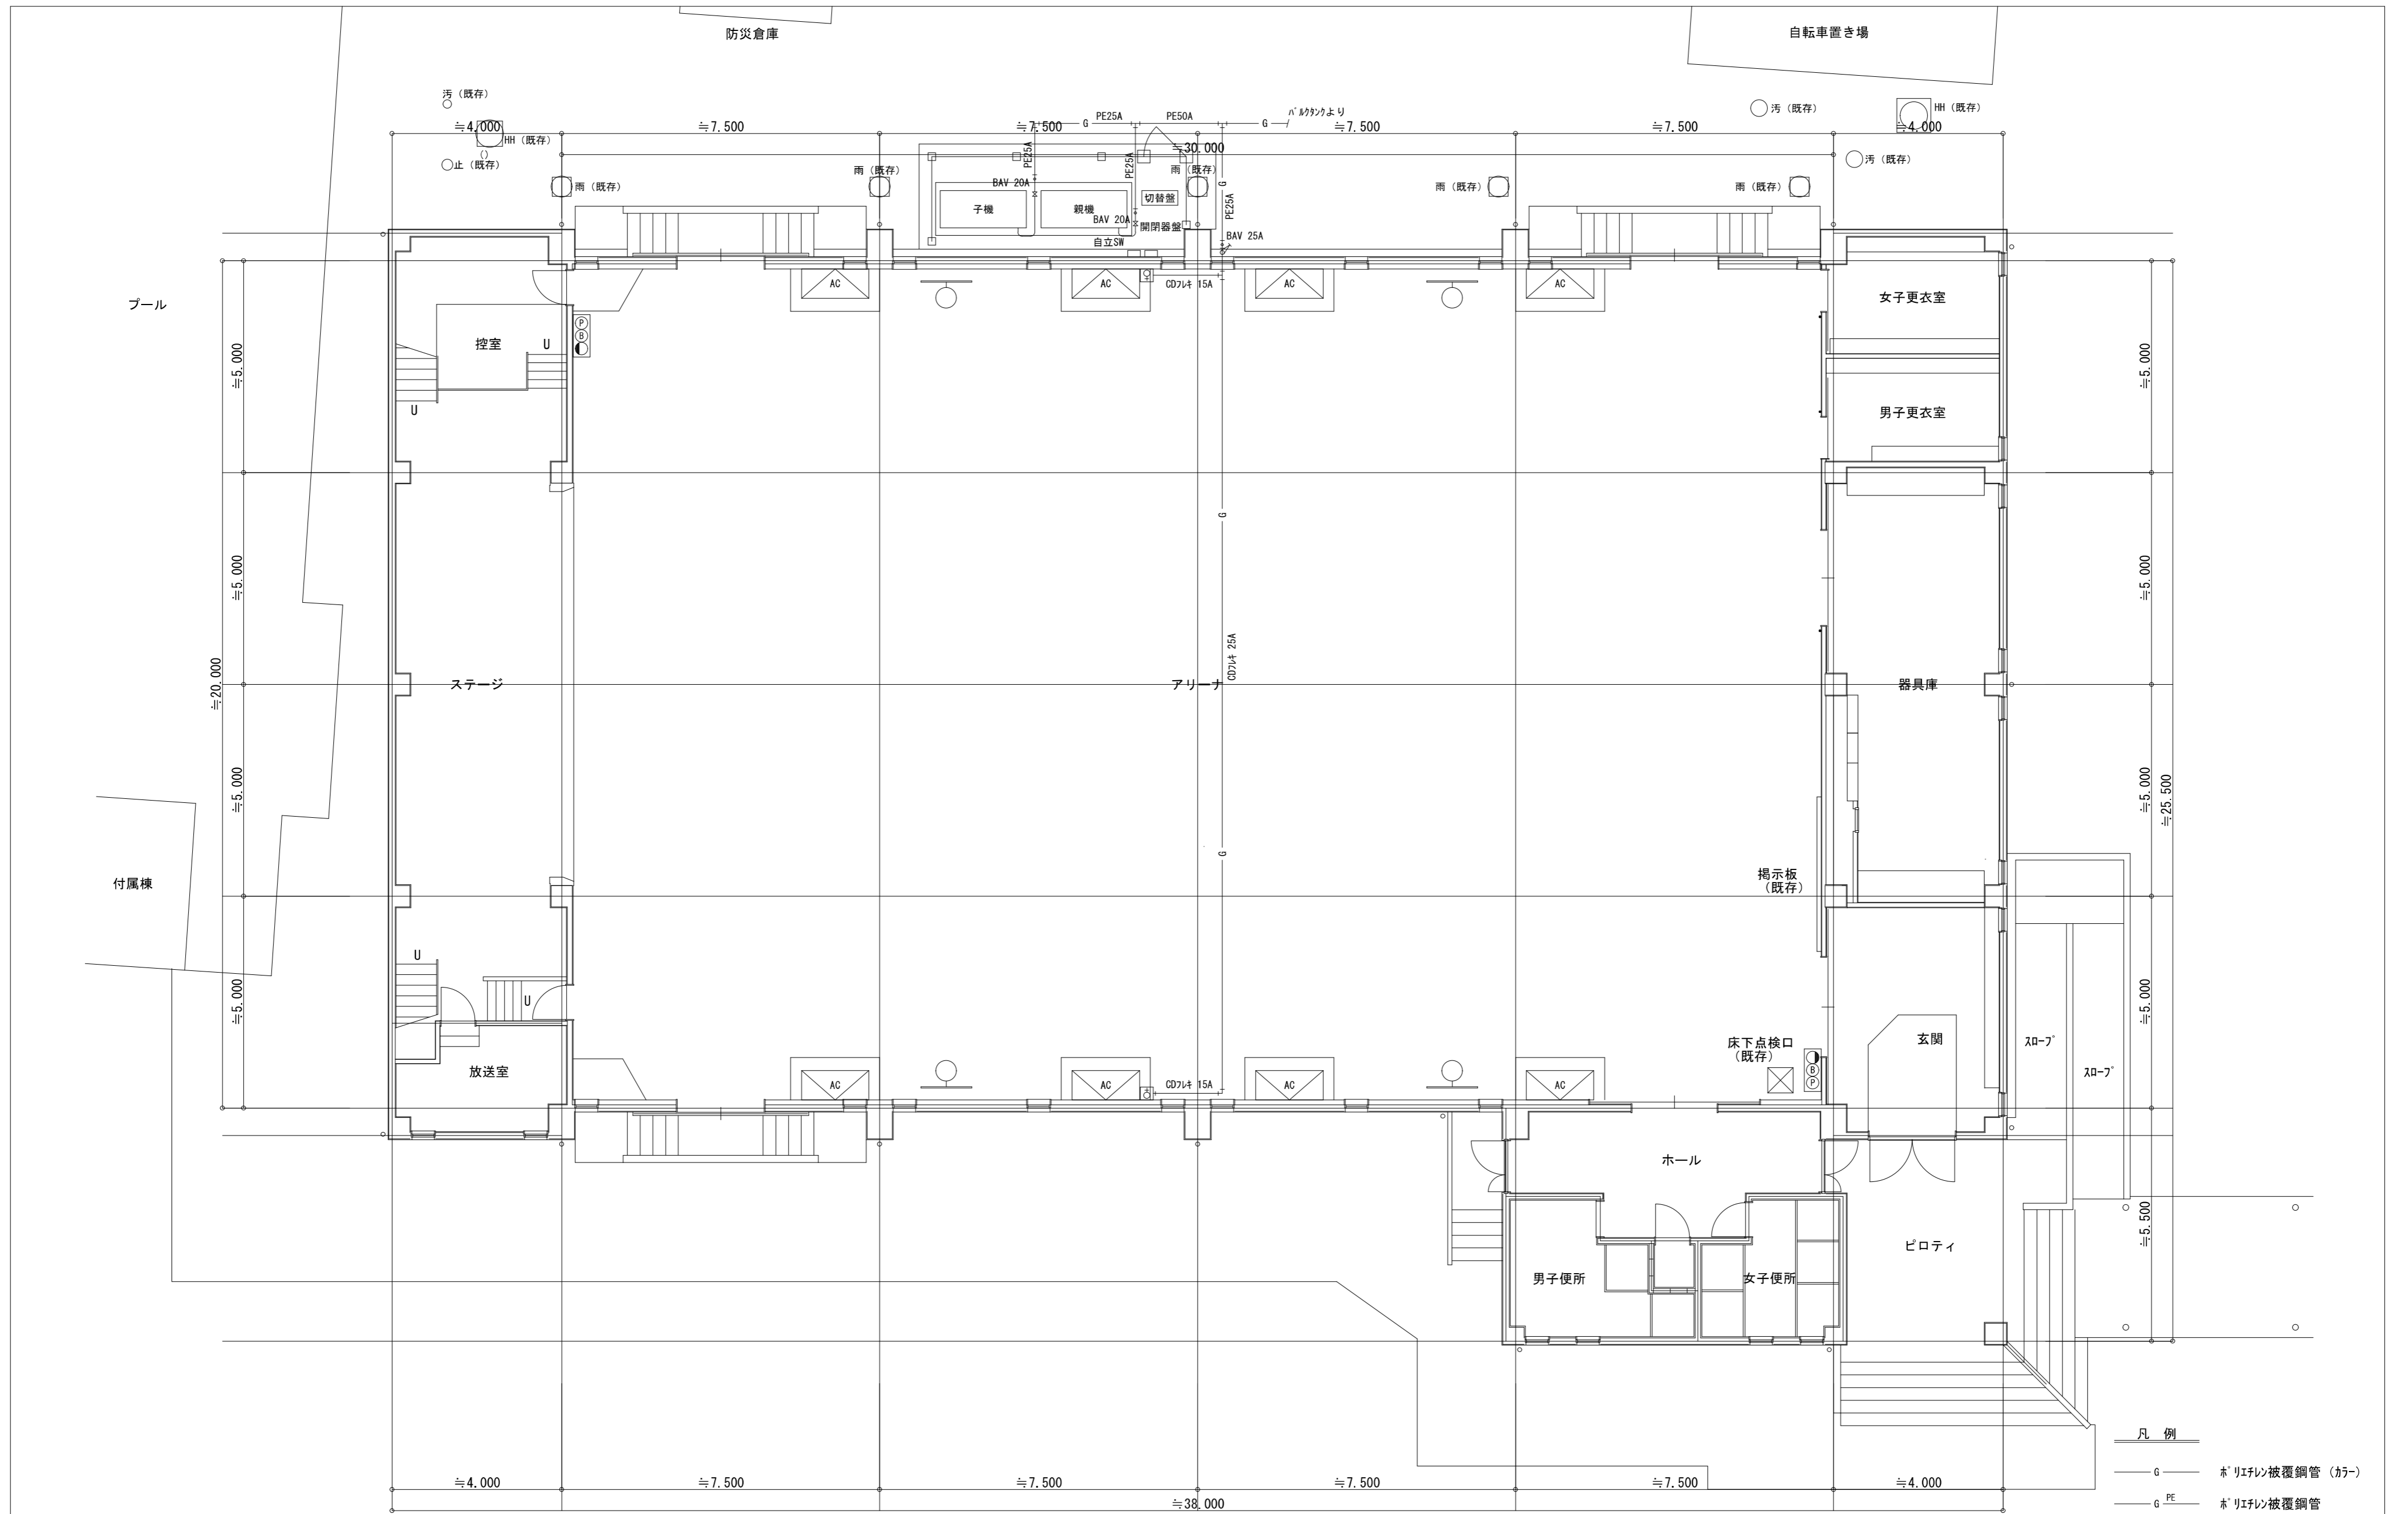 防災倉庫
自転車置き場
汚（既存）
HH（既存）
()
止（既存）
≒4.000
≒7.500
≒7.500
≒7.500
≒7.500
≒4.000
≒30.000
G
PE25A
PE50A
G
ﾊﾞﾙｸﾀﾝｸより
汚（既存）
HH（既存）
汚（既存）
雨（既存）
雨（既存）
雨（既存）
雨（既存）
雨（既存）
PE25A
PE25A
G
PE25A
BAV 20A
BAV 20A
BAV 25A
子機
親機
切替盤
開閉器盤
自立SW
CDﾌﾚｷ 15A
AC
AC
AC
AC
プール
控室
U
U
P
B
女子更衣室
男子更衣室
≒5.000
≒5.000
≒5.000
≒5.000
≒20.000
≒5.000
≒5.000
≒5.000
≒5.000
≒25.500
≒5.500
G
CDﾌﾚｷ 25A
G
ステージ
アリーナ
器具庫
付属棟
掲示板
（既存）
U
U
放送室
床下点検口
（既存）
B
P
玄関
ｽﾛｰﾌﾟ
ｽﾛｰﾌﾟ
AC
AC
AC
AC
CDﾌﾚｷ 15A
ホール
ピロティ
男子便所
女子便所
≒4.000
≒7.500
≒7.500
≒7.500
≒7.500
≒4.000
≒38.000
凡　例
G　ﾎﾟﾘｴﾁﾚﾝ被覆鋼管（ｶﾗｰ）
G PE　ﾎﾟﾘｴﾁﾚﾝ被覆鋼管